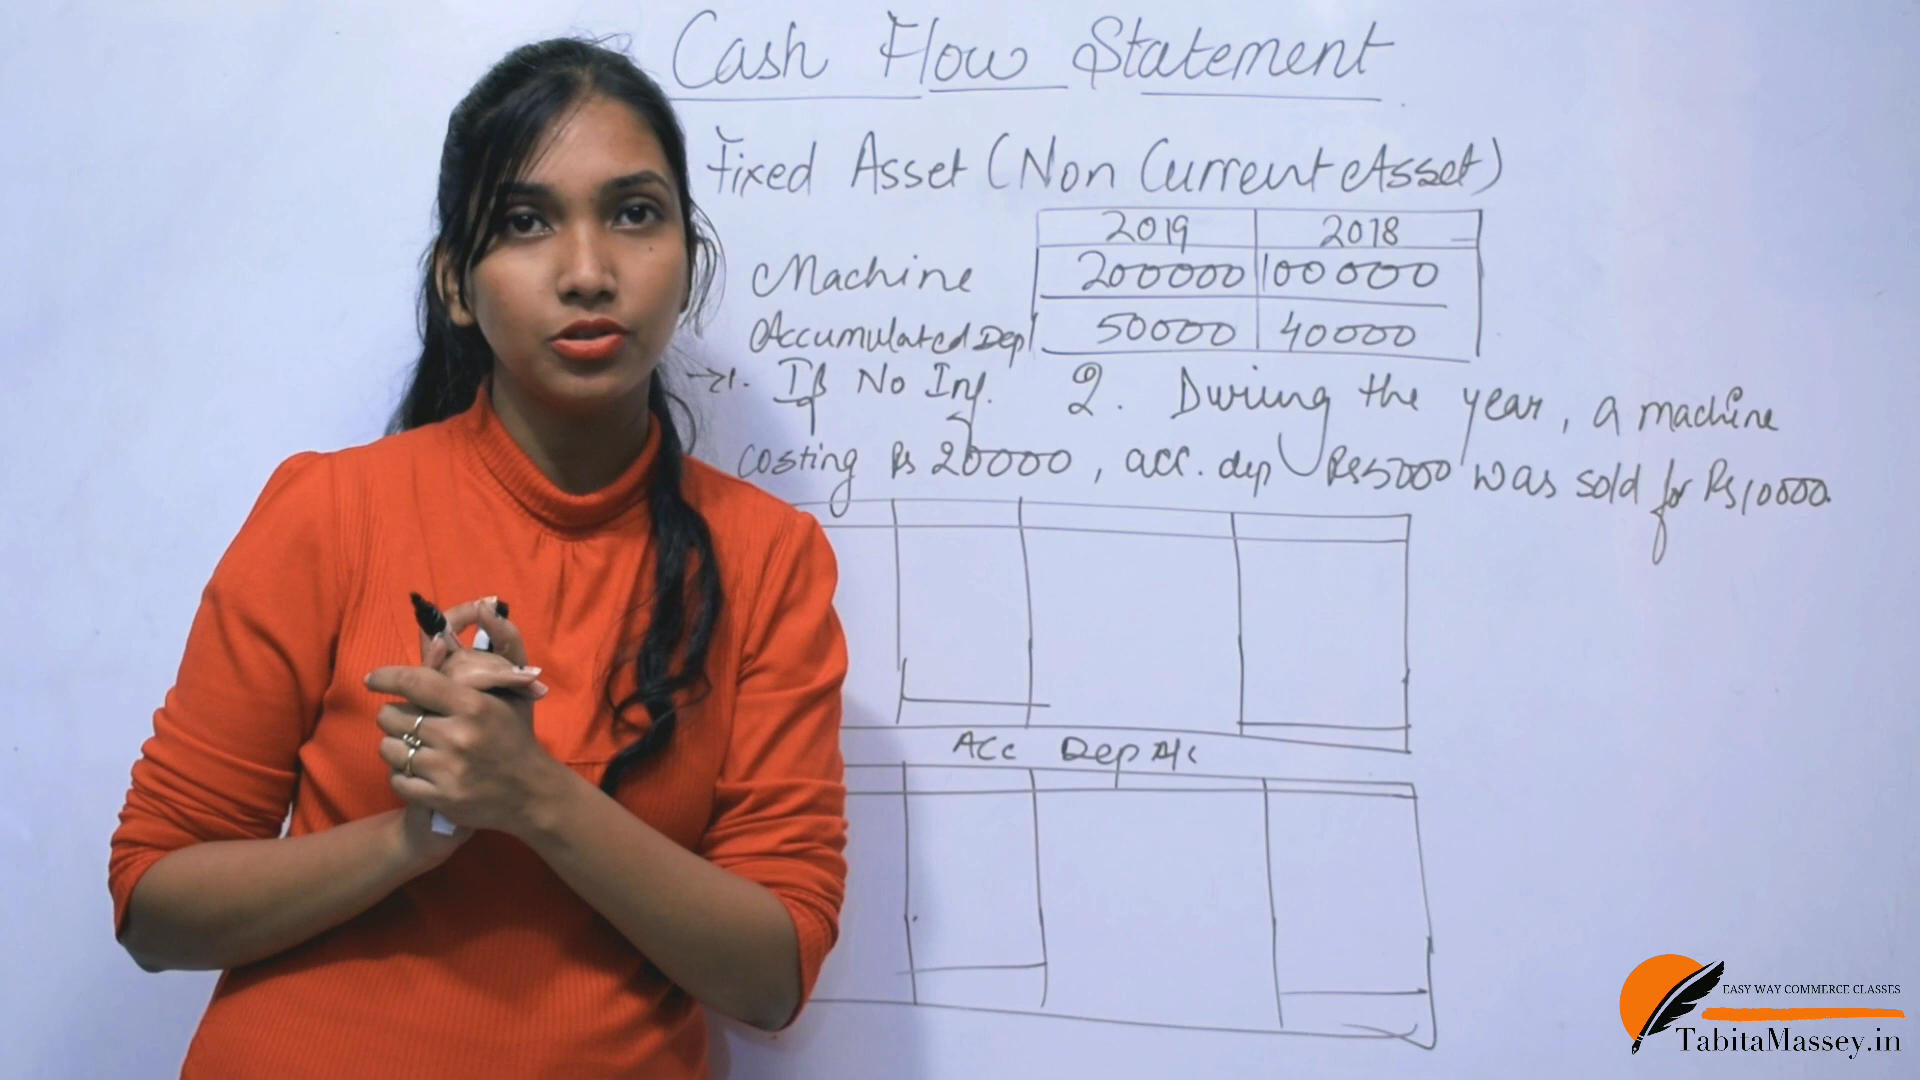 Cash Flow Statement
Fixed Asset (Non Current Asset)
2019 2018
Machine 200000 100000
Accumulated Dep 50000 40000
→1. If No Inf. 2. During the year, a machine
costing Rs 20000, acc. dep Rs 5000 was sold for Rs 10000.
Acc Dep A/c
EASY WAY COMMERCE CLASSES
TabitaMassey.in